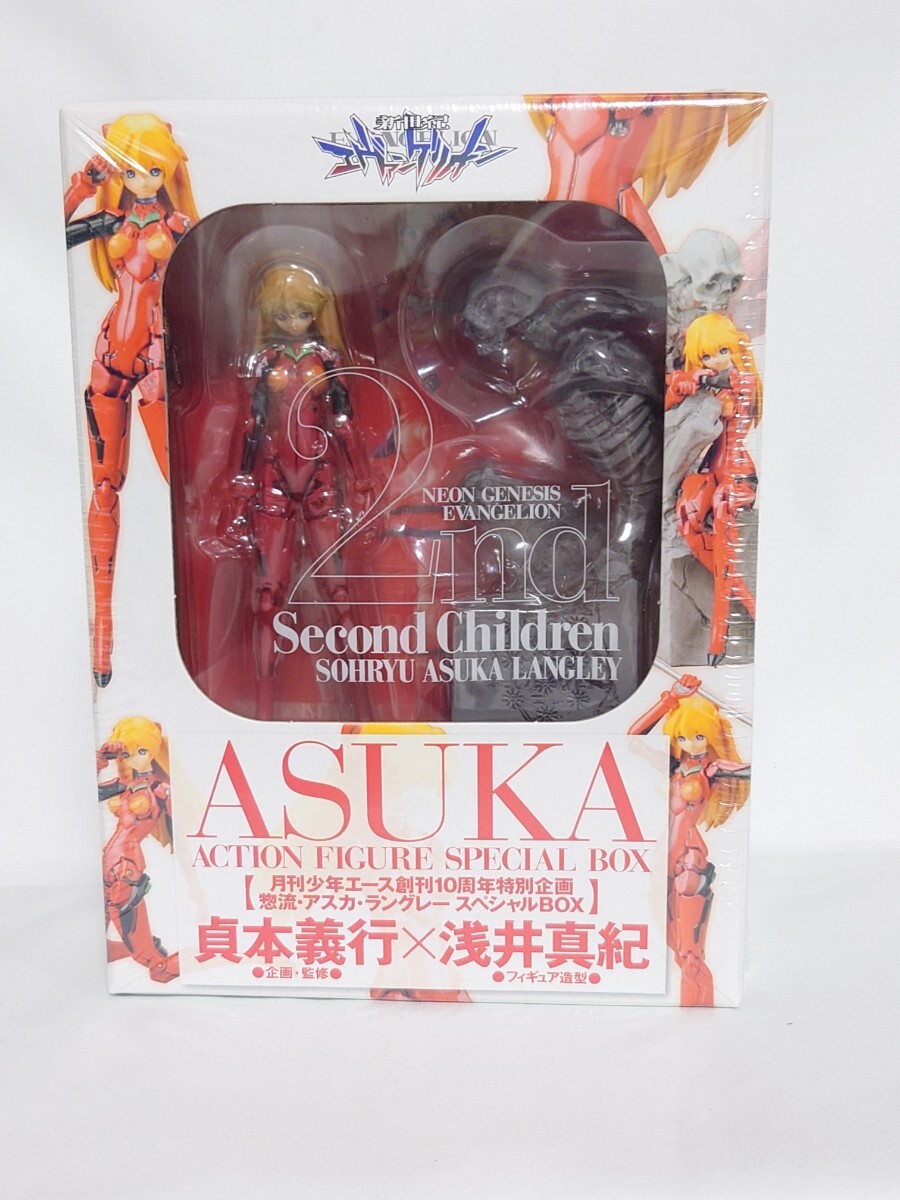 新世紀
EVANGELION
エヴァンゲリオン
2nd
NEON GENESIS
EVANGELION
Second Children
SOHRYU ASUKA LANGLEY
ASUKA
ACTION FIGURE SPECIAL BOX
【月刊少年エース創刊10周年特別企画
惣流・アスカ・ラングレー スペシャルBOX】
貞本義行×浅井真紀
●企画・監修● ●フィギュア造型●